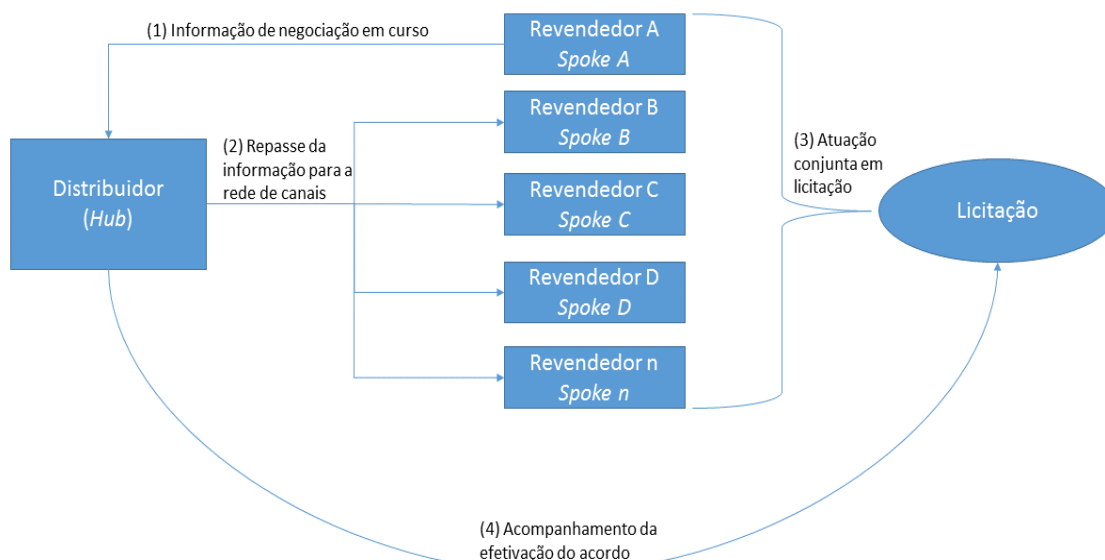 (1) Informação de negociação em curso
Revendedor A
Spoke A
Revendedor B
Spoke B
(2) Repasse da
informação para a
rede de canais
(3) Atuação
conjunta em
licitação
Distribuidor
(Hub)
Revendedor C
Spoke C
Licitação
Revendedor D
Spoke D
Revendedor n
Spoke n
(4) Acompanhamento da
efetivação do acordo